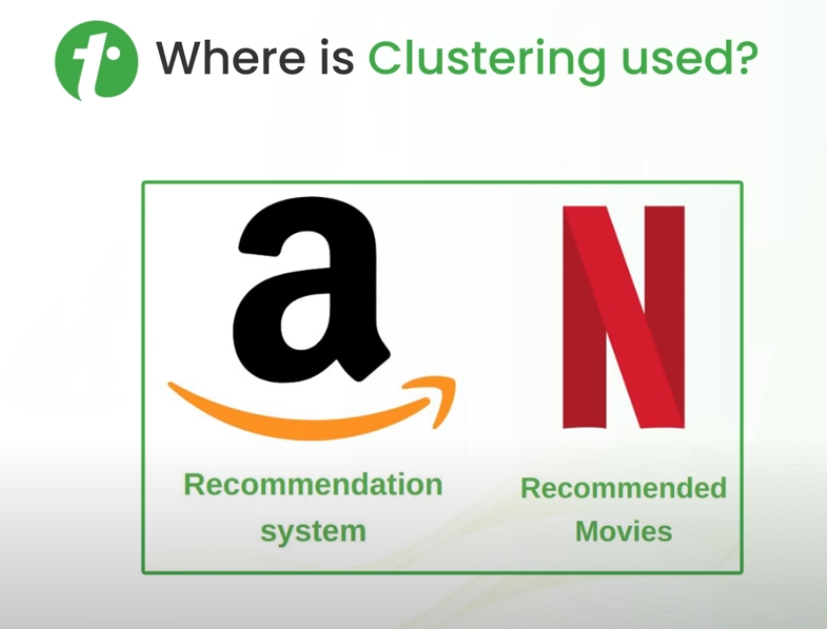 Where is Clustering used?
Recommendation
system
Recommended
Movies